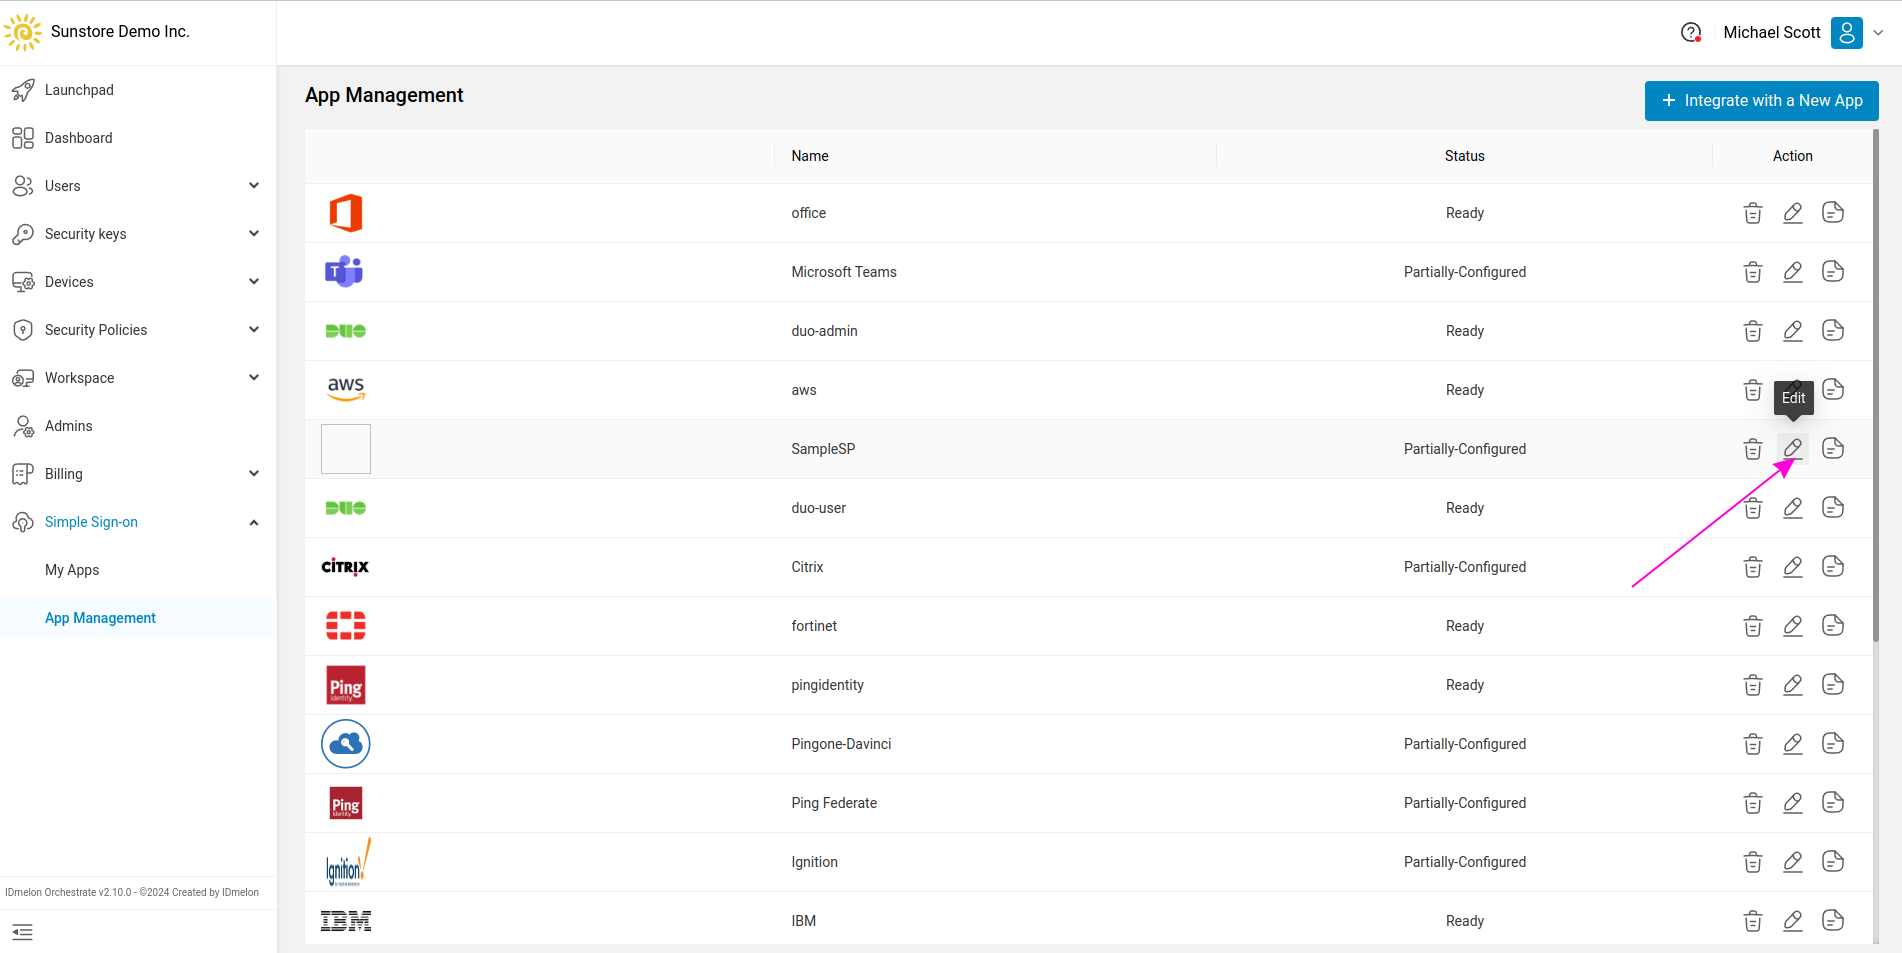 Sunstore Demo Inc.
Michael Scott
Launchpad
Dashboard
Users
Security keys
Devices
Security Policies
Workspace
Admins
Billing
Simple Sign-on
My Apps
App Management
IDmelon Orchestrate v2.10.0 - ©2024 Created by IDmelon
App Management
+ Integrate with a New App
Name Status Action
office Ready
T Microsoft Teams Partially-Configured
DUO duo-admin Ready
aws aws Ready
Edit
SampleSP Partially-Configured
DUO duo-user Ready
CITRIX Citrix Partially-Configured
fortinet Ready
Ping Identity pingidentity Ready
Pingone-Davinci Partially-Configured
Ping Identity Ping Federate Partially-Configured
Ignition! Ignition Partially-Configured
IBM IBM Ready